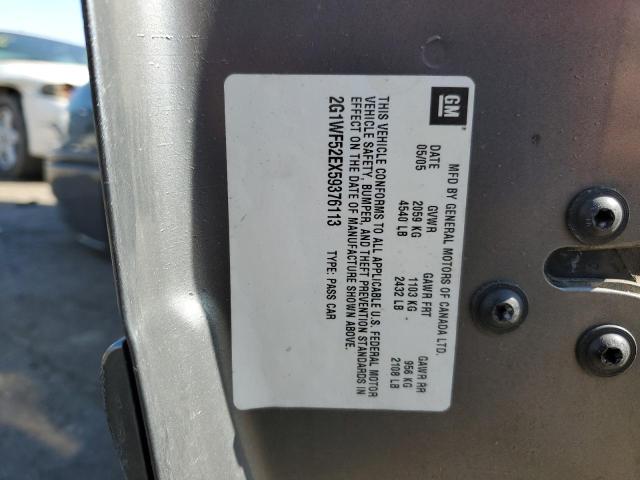 GM
MFD BY GENERAL MOTORS OF CANADA LTD.
DATE GVWR GAWR FRT GAWR RR
05/05 2059 KG 1103 KG 956 KG
4540 LB 2432 LB 2108 LB
THIS VEHICLE CONFORMS TO ALL APPLICABLE U.S. FEDERAL MOTOR
VEHICLE SAFETY, BUMPER, AND THEFT PREVENTION STANDARDS IN
EFFECT ON THE DATE OF MANUFACTURE SHOWN ABOVE.
2G1WF52EX59376113 TYPE: PASS CAR